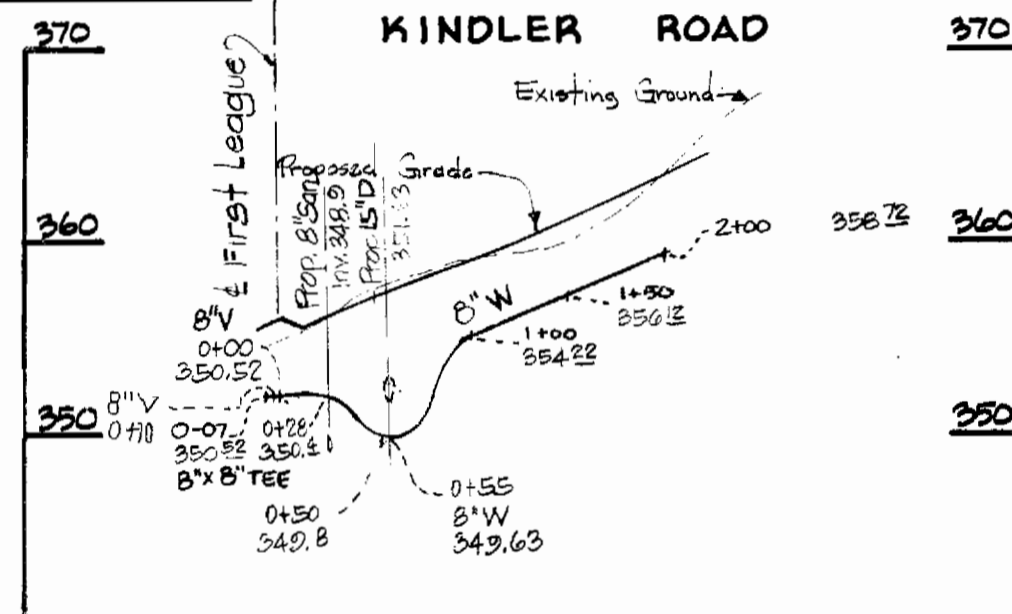 370
KINDLER ROAD
370
Existing Ground
℄ First League
Proposed
Grade
Prop. 8" San
Inv. 348.9
Prop. 15" D
360
2+00
358 72
360
8" V
0+00
350.52
8" W
1+50
356 12
1+00
354 22
350
8" V
0+10
0-07
350 52
8" x 8" TEE
0+28
350.4
350
0+50
349.8
0+55
8" W
349.63